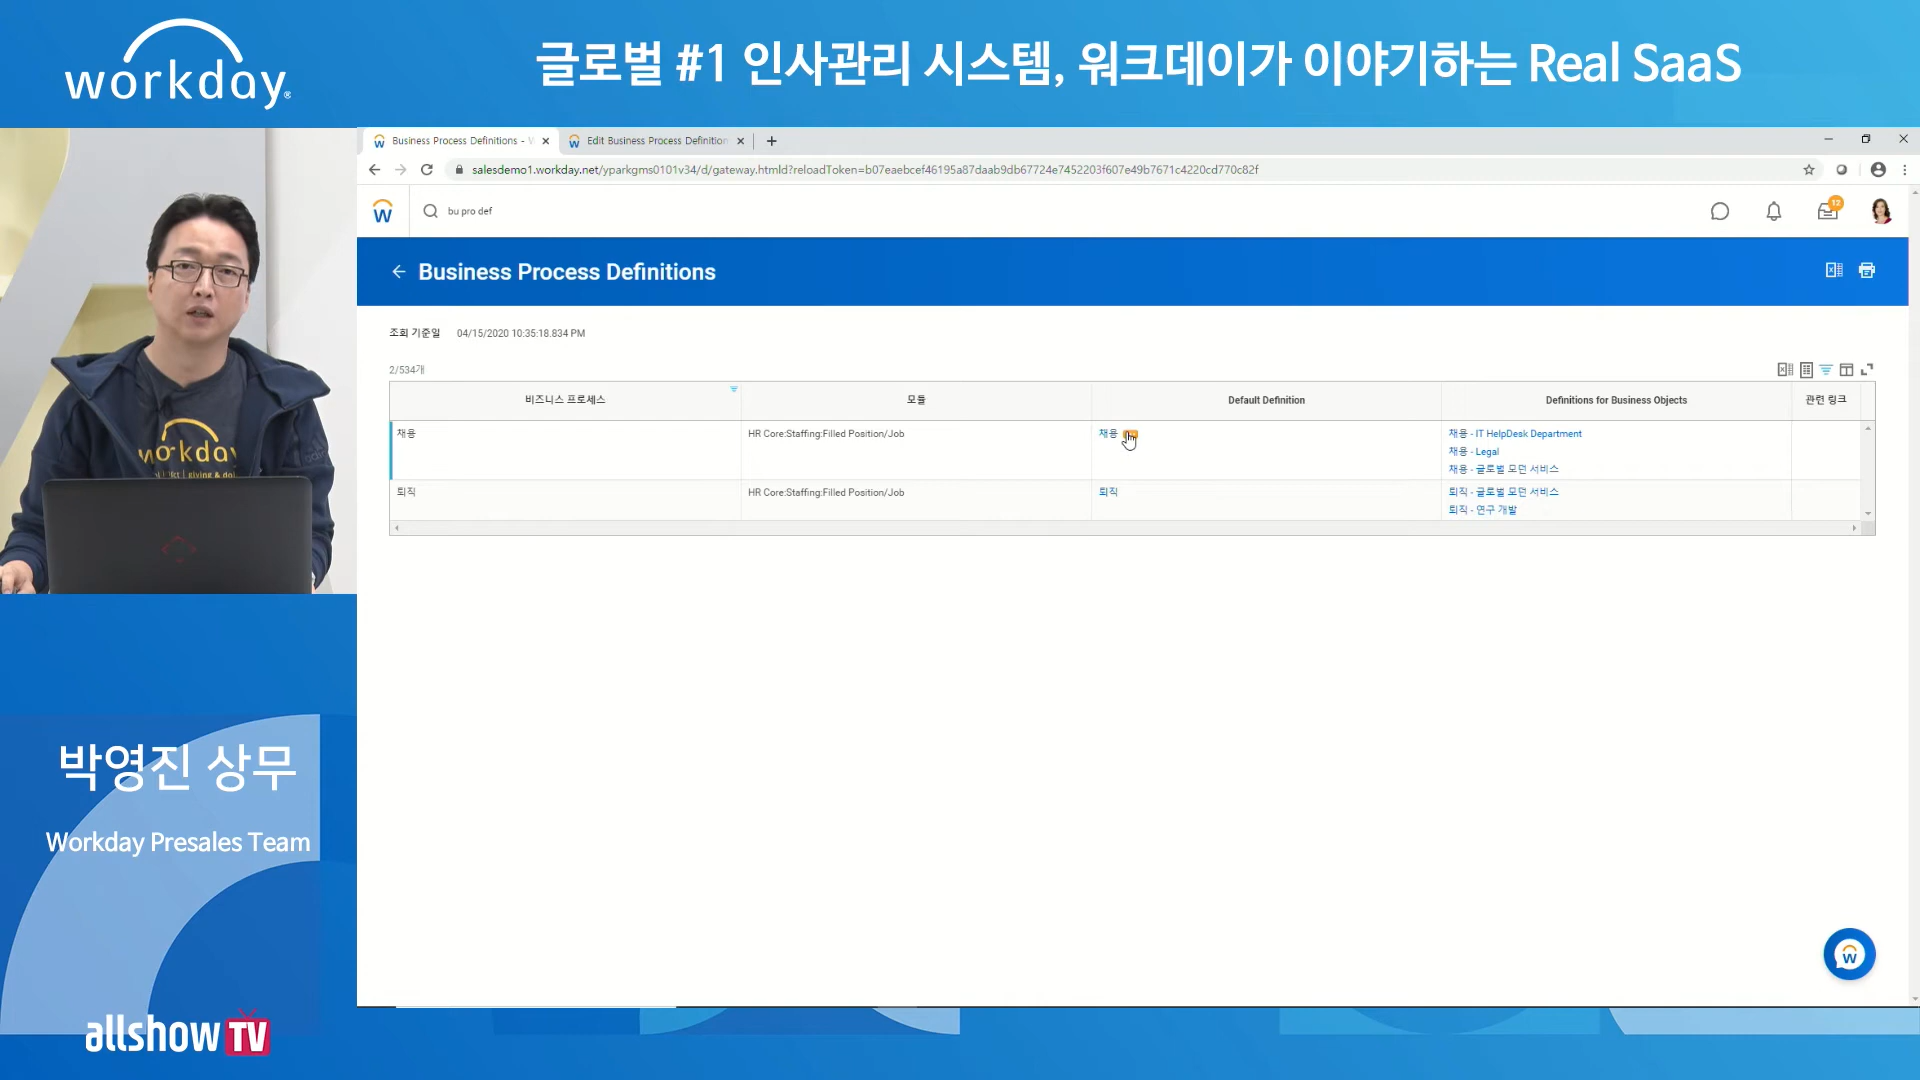 workday®
글로벌 #1 인사관리 시스템, 워크데이가 이야기하는 Real SaaS
Business Process Definitions -
Edit Business Process Definition
salesdemo1.workday.net/yparkgms0101v34/d/gateway.htmld?reloadToken=b07eaebcef46195a87daab9db67724e7452203f607e49b7671c4220cd770c82f
W
bu pro def
12
Business Process Definitions
조회 기준일 04/15/2020 10:35:18.834 PM
2/534개
비즈니스 프로세스 모듈 Default Definition Definitions for Business Objects 관련 링크
채용 HR Core:Staffing:Filled Position/Job 채용 채용 - IT HelpDesk Department
채용 - Legal
채용 - 글로벌 모던 서비스
퇴직 HR Core:Staffing:Filled Position/Job 퇴직 퇴직 - 글로벌 모던 서비스
퇴직 - 연구 개발
W
박영진 상무
Workday Presales Team
allshow TV